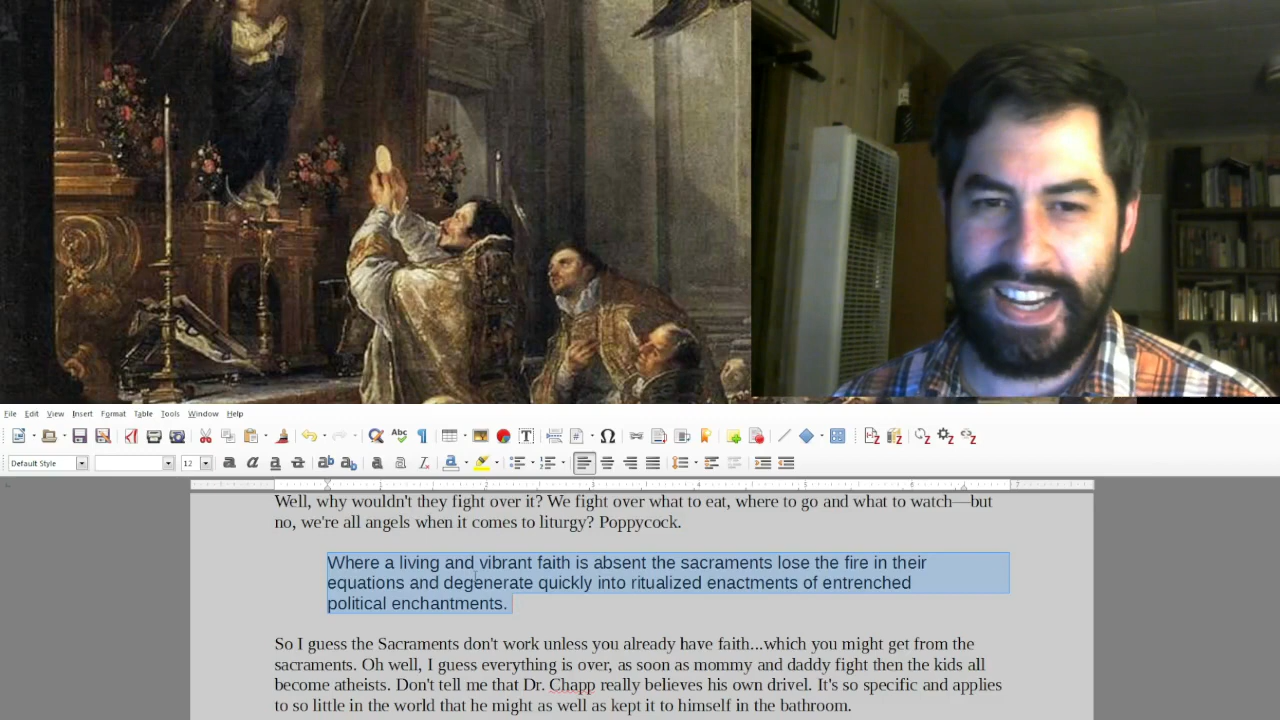 File Edit View Insert Format Table Tools Window Help
Default Style 12
Well, why wouldn't they fight over it? We fight over what to eat, where to go and what to watch—but
no, we're all angels when it comes to liturgy? Poppycock.
Where a living and vibrant faith is absent the sacraments lose the fire in their
equations and degenerate quickly into ritualized enactments of entrenched
political enchantments.
So I guess the Sacraments don't work unless you already have faith...which you might get from the
sacraments. Oh well, I guess everything is over, as soon as mommy and daddy fight then the kids all
become atheists. Don't tell me that Dr. Chapp really believes his own drivel. It's so specific and applies
to so little in the world that he might as well as kept it to himself in the bathroom.